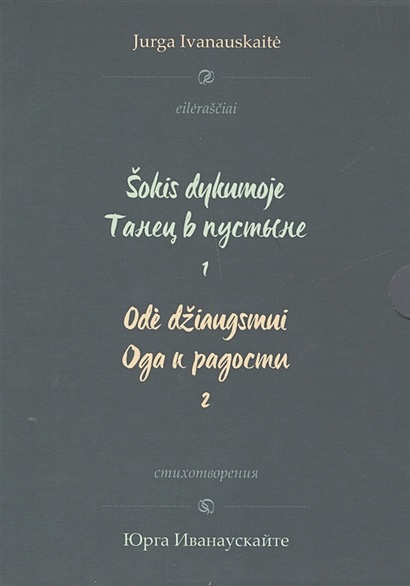 Jurga Ivanauskaitė
eilėraščiai
Šokis dykumoje
Танец в пустыне
1
Odė džiaugsmui
Ода к радости
2
стихотворения
Юрга Иванаускайте